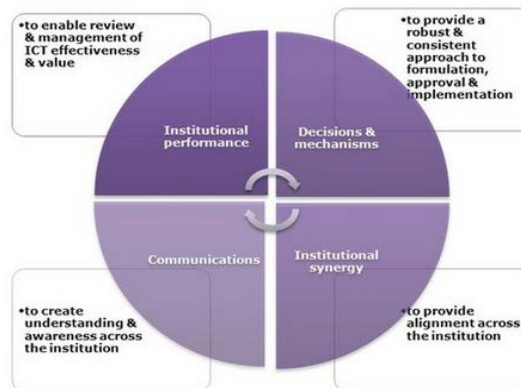 •to enable review
& management of
ICT effectiveness
& value
•to provide a
robust &
consistent
approach to
formulation,
approval &
implementation
Institutional
performance
Decisions &
mechanisms
Communications
Institutional
synergy
•to create
understanding &
awareness across
the institution
•to provide
alignment across
the institution